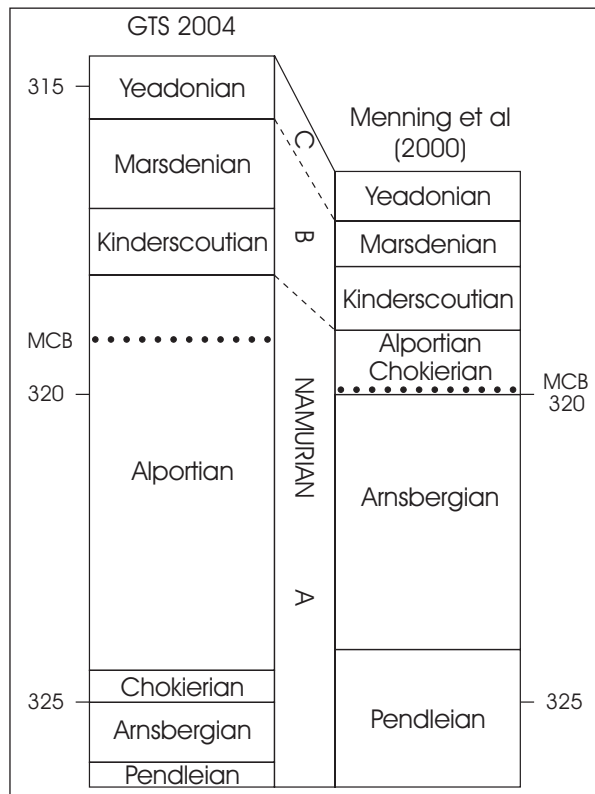 GTS 2004
315
Yeadonian
Marsdenian
Kinderscoutian
MCB
320
Alportian
Chokierian
325
Arnsbergian
Pendleian
C
B
NAMURIAN
A
Menning et al
(2000)
Yeadonian
Marsdenian
Kinderscoutian
Alportian
Chokierian
MCB
320
Arnsbergian
325
Pendleian